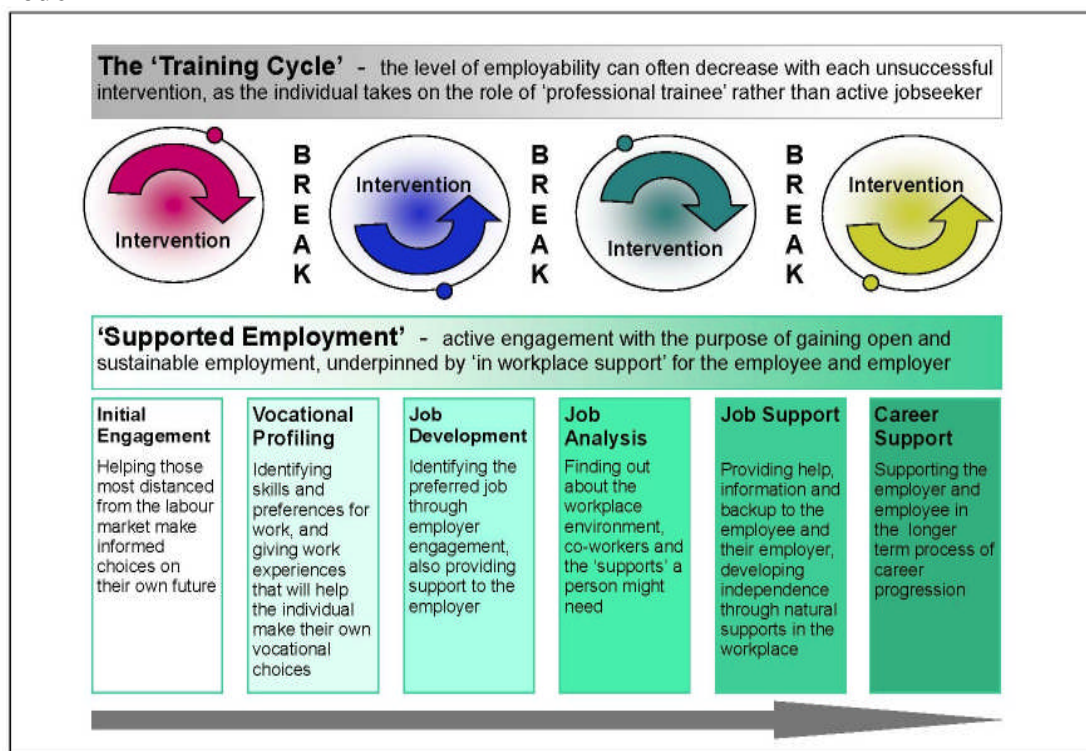 The 'Training Cycle' - the level of employability can often decrease with each unsuccessful
intervention, as the individual takes on the role of 'professional trainee' rather than active jobseeker
Intervention
BREAK
Intervention
BREAK
Intervention
BREAK
Intervention
'Supported Employment' - active engagement with the purpose of gaining open and
sustainable employment, underpinned by 'in workplace support' for the employee and employer
Initial
Engagement
Helping those
most distanced
from the labour
market make
informed
choices on
their own future
Vocational
Profiling
Identifying
skills and
preferences for
work, and
giving work
experiences
that will help
the individual
make their own
vocational
choices
Job
Development
Identifying the
preferred job
through
employer
engagement,
also providing
support to the
employer
Job
Analysis
Finding out
about the
workplace
environment,
co-workers and
the 'supports' a
person might
need
Job Support
Providing help,
information and
backup to the
employee and
their employer,
developing
independence
through natural
supports in the
workplace
Career
Support
Supporting the
employer and
employee in
the longer
term process of
career
progression